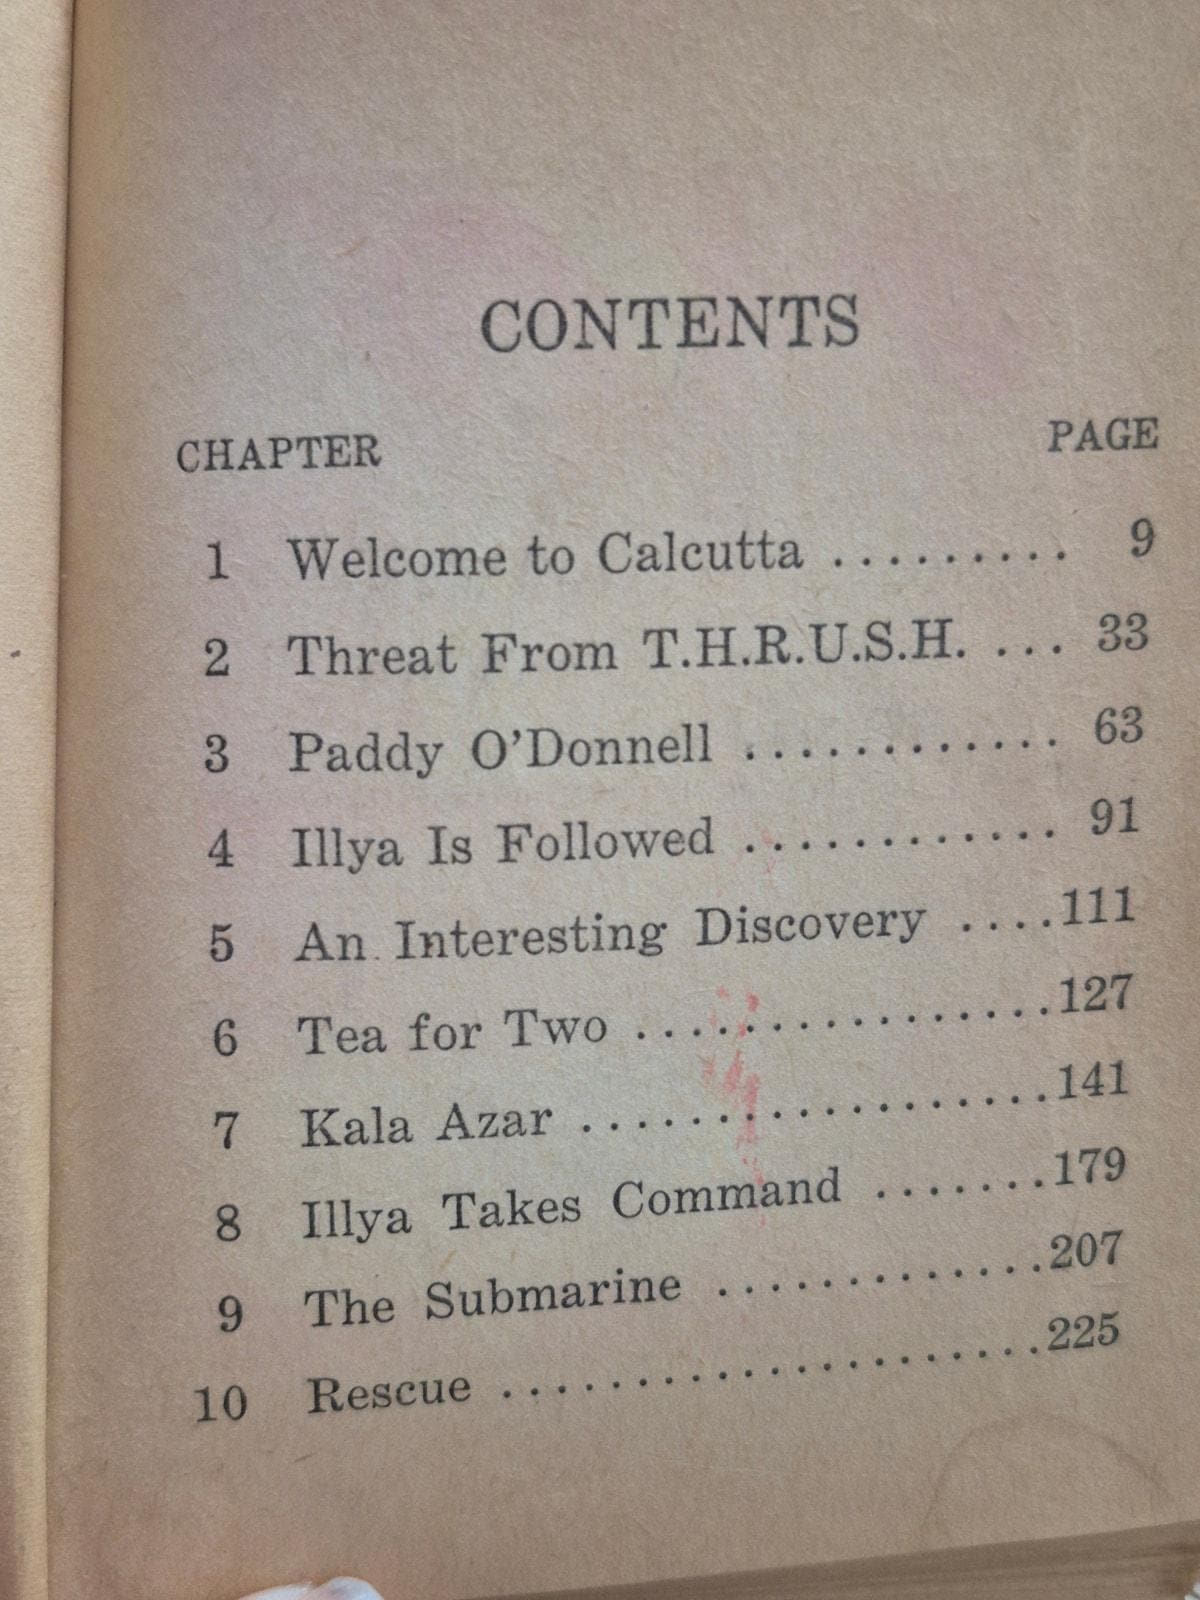 CONTENTS
CHAPTER PAGE
1 Welcome to Calcutta ......... 9
2 Threat From T.H.R.U.S.H. ... 33
3 Paddy O'Donnell ............ 63
4 Illya Is Followed ............ 91
5 An Interesting Discovery ....111
6 Tea for Two ................127
7 Kala Azar ..................141
8 Illya Takes Command .......179
9 The Submarine .............207
10 Rescue ....................225